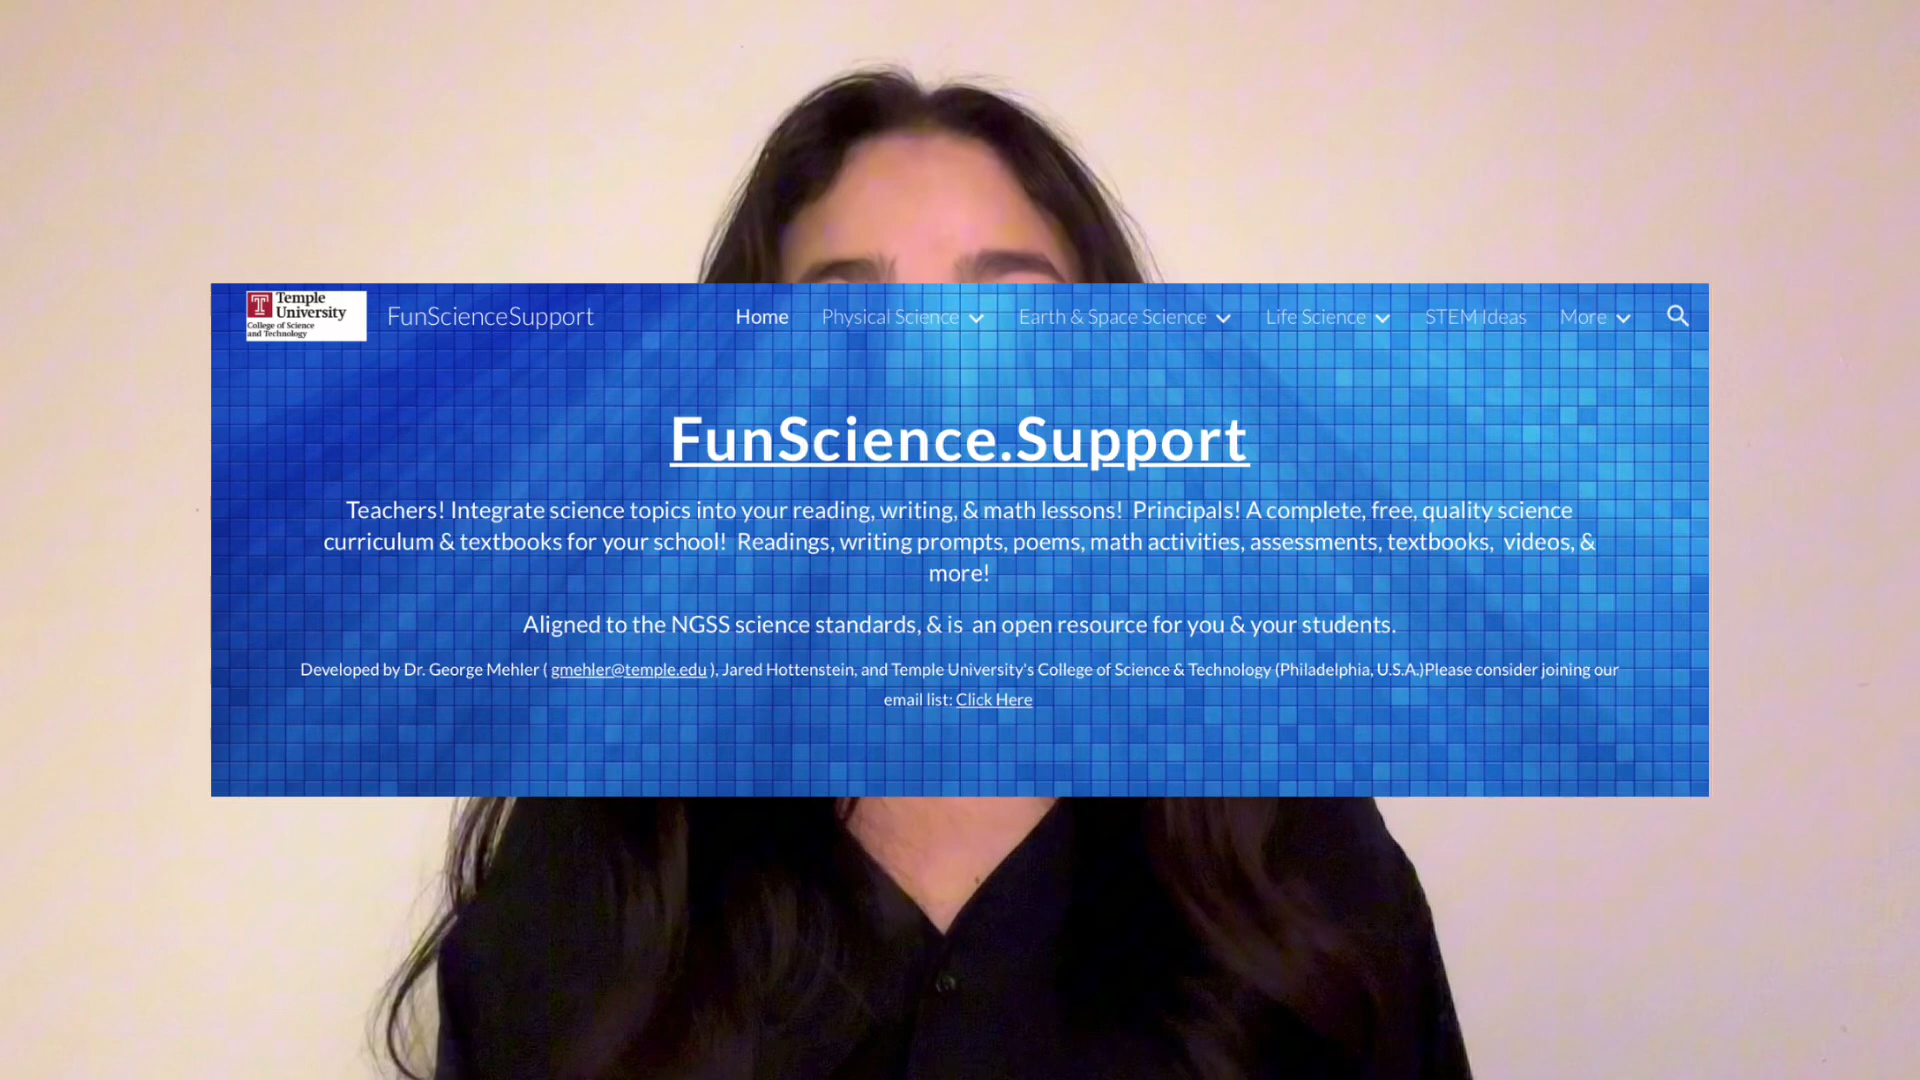 Temple
University
College of Science
and Technology
FunScienceSupport
Home Physical Science Earth & Space Science Life Science STEM Ideas More
FunScience.Support
Teachers! Integrate science topics into your reading, writing, & math lessons! Principals! A complete, free, quality science
curriculum & textbooks for your school! Readings, writing prompts, poems, math activities, assessments, textbooks, videos, &
more!
Aligned to the NGSS science standards, & is an open resource for you & your students.
Developed by Dr. George Mehler ( gmehler@temple.edu ), Jared Hottenstein, and Temple University's College of Science & Technology (Philadelphia, U.S.A.)Please consider joining our
email list: Click Here